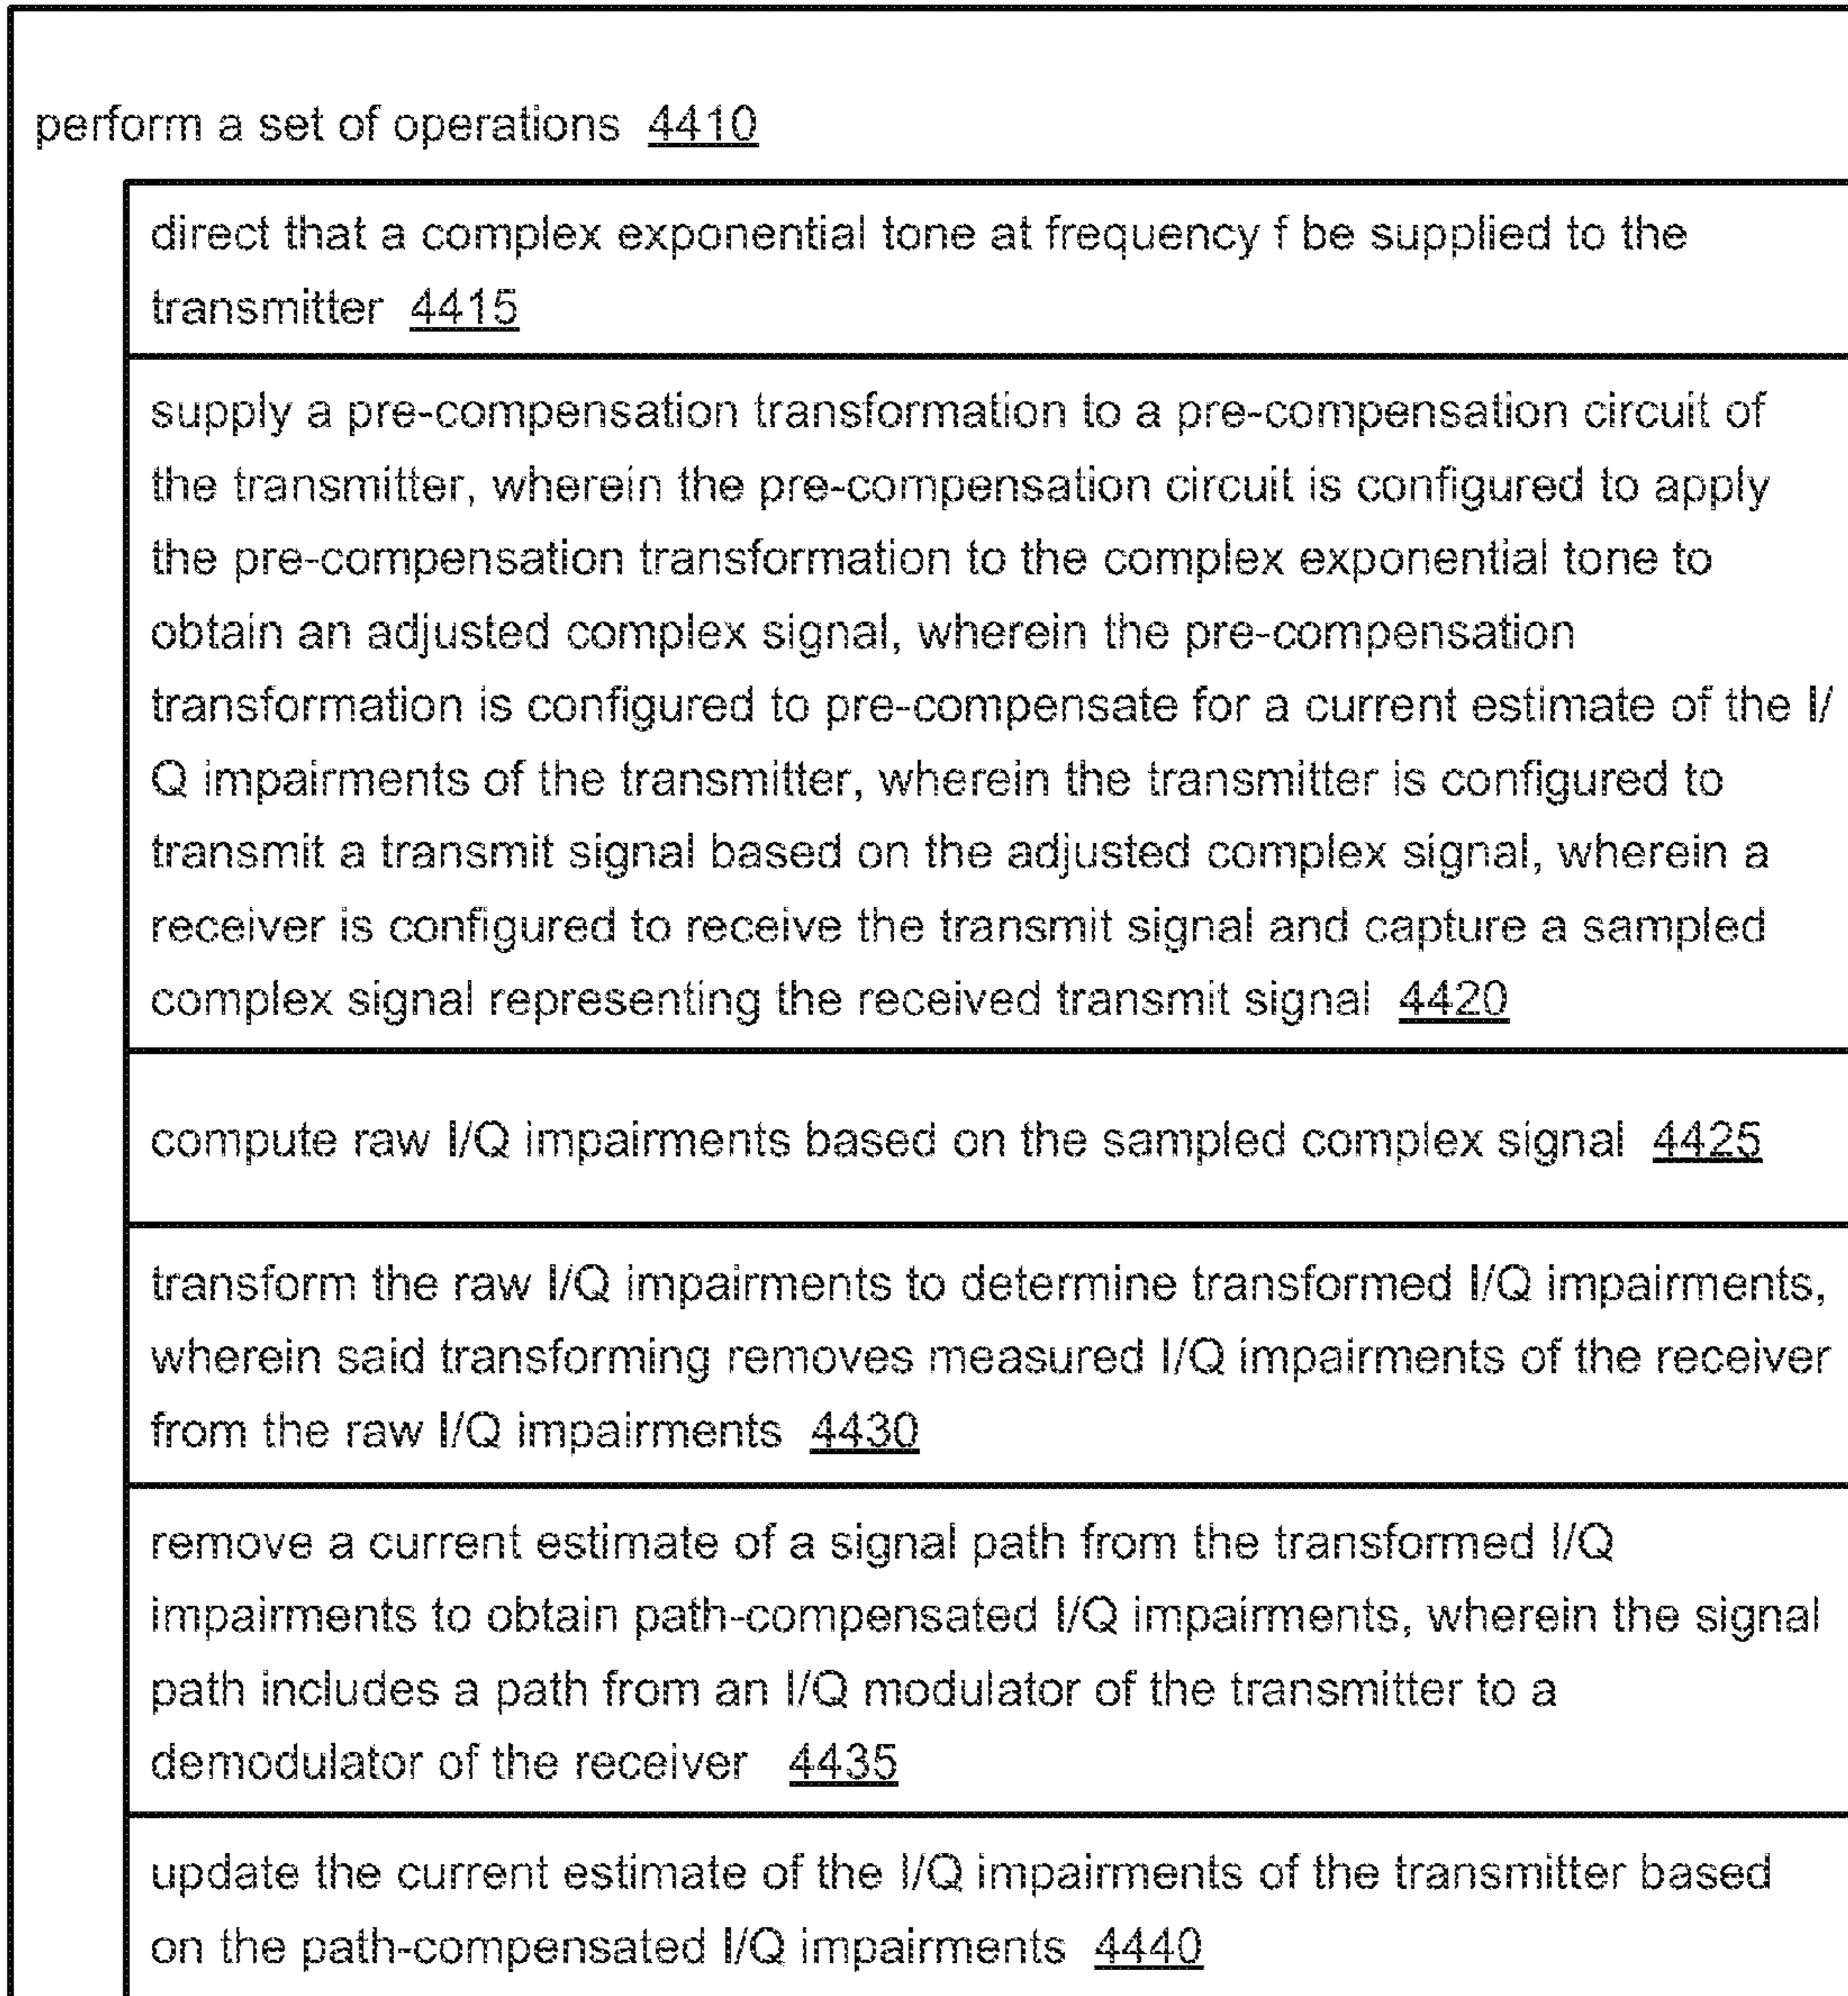 perform a set of operations 4410
direct that a complex exponential tone at frequency f be supplied to the
transmitter 4415
supply a pre-compensation transformation to a pre-compensation circuit of
the transmitter, wherein the pre-compensation circuit is configured to apply
the pre-compensation transformation to the complex exponential tone to
obtain an adjusted complex signal, wherein the pre-compensation
transformation is configured to pre-compensate for a current estimate of the I/
Q impairments of the transmitter, wherein the transmitter is configured to
transmit a transmit signal based on the adjusted complex signal, wherein a
receiver is configured to receive the transmit signal and capture a sampled
complex signal representing the received transmit signal 4420
compute raw I/Q impairments based on the sampled complex signal 4425
transform the raw I/Q impairments to determine transformed I/Q impairments,
wherein said transforming removes measured I/Q impairments of the receiver
from the raw I/Q impairments 4430
remove a current estimate of a signal path from the transformed I/Q
impairments to obtain path-compensated I/Q impairments, wherein the signal
path includes a path from an I/Q modulator of the transmitter to a
demodulator of the receiver 4435
update the current estimate of the I/Q impairments of the transmitter based
on the path-compensated I/Q impairments 4440